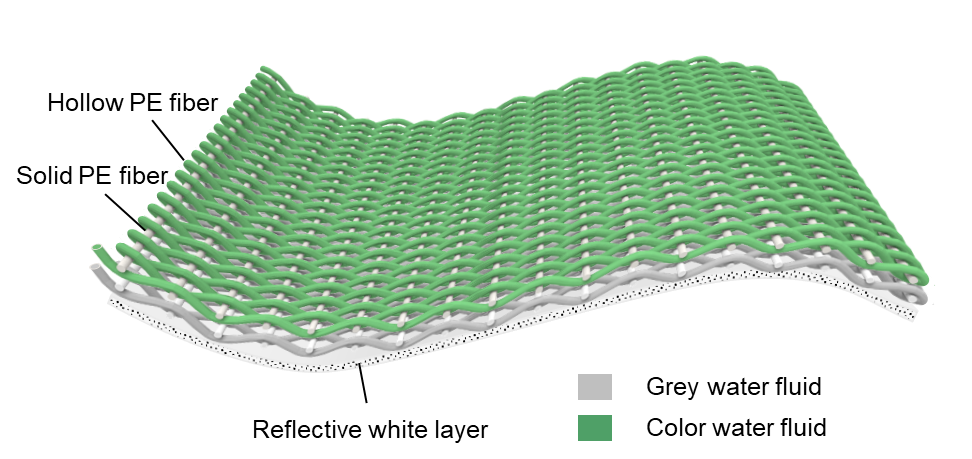 Hollow PE fiber
Solid PE fiber
Reflective white layer
Grey water fluid
Color water fluid